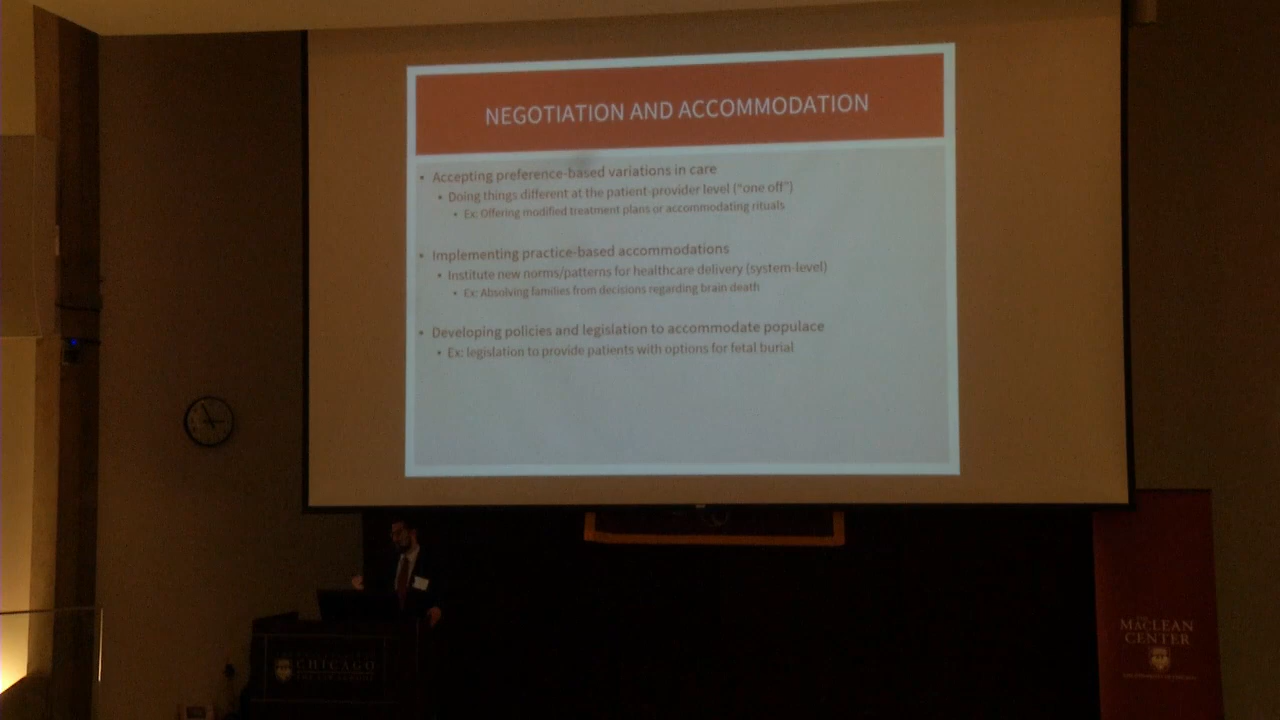 NEGOTIATION AND ACCOMMODATION
• Accepting preference-based variations in care
• Doing things different at the patient-provider level (“one off”)
• Ex: Offering modified treatment plans or accommodating rituals
• Implementing practice-based accommodations
• Institute new norms/patterns for healthcare delivery (system-level)
• Ex: Absolving families from decisions regarding brain death
• Developing policies and legislation to accommodate populace
• Ex: legislation to provide patients with options for fetal burial
CHICAGO
THE LAW SCHOOL
MACLEAN
CENTER